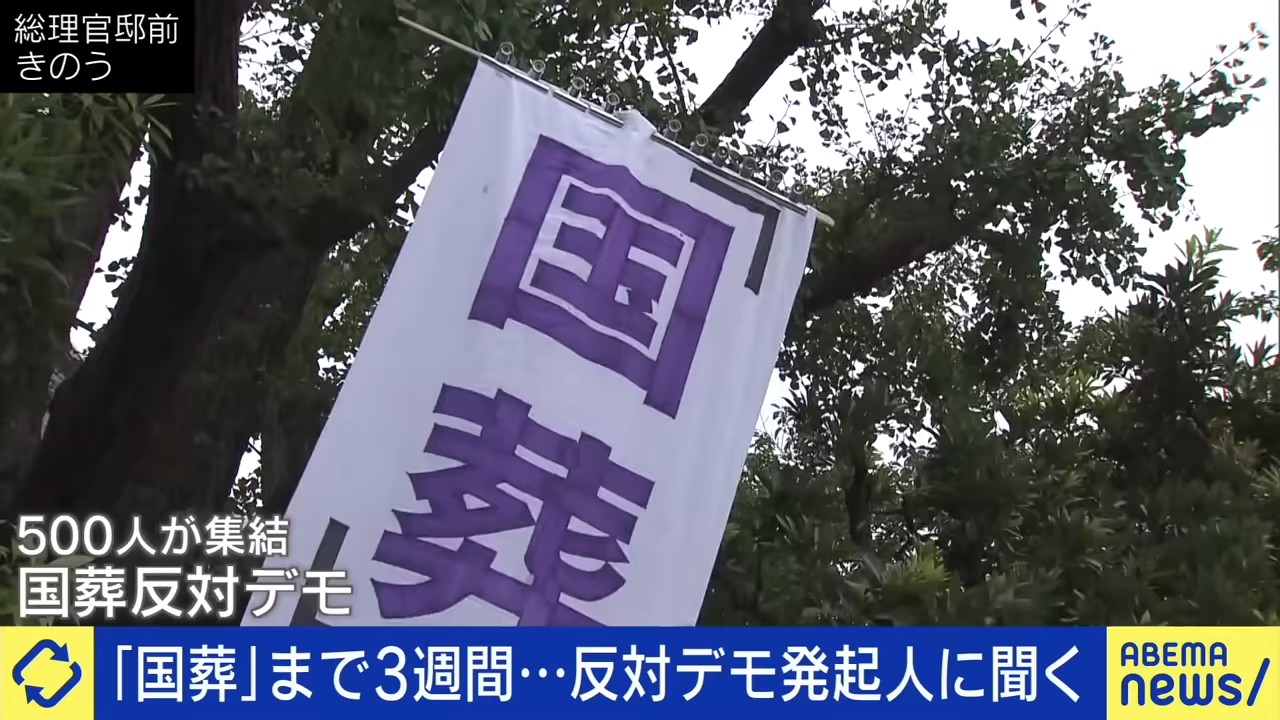 総理官邸前
きのう
国葬
500人が集結
国葬反対デモ
「国葬」まで3週間…反対デモ発起人に聞く
ABEMA
news/